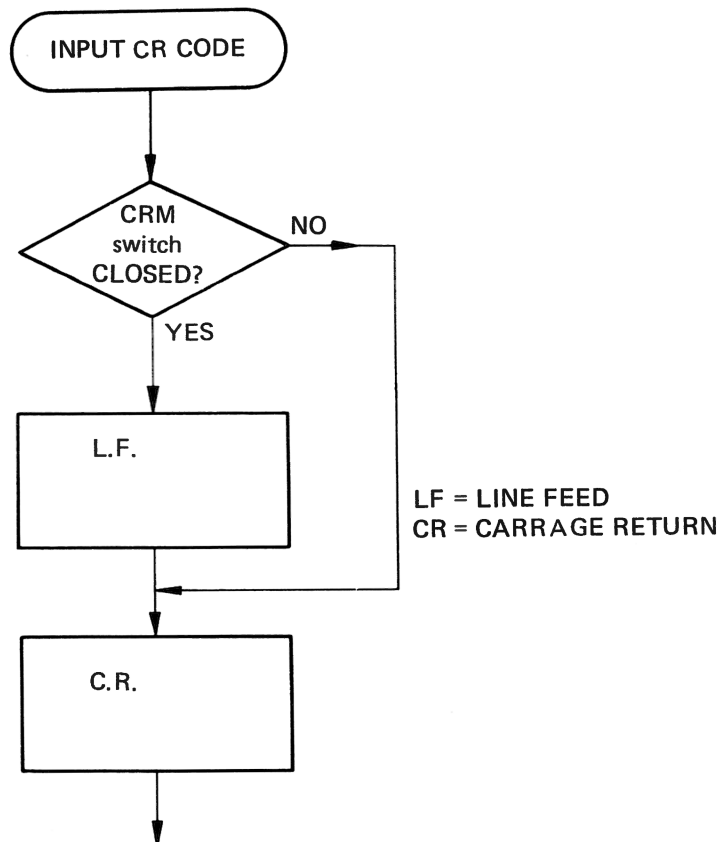 INPUT CR CODE
CRM
switch
CLOSED?
NO
YES
L.F.
LF = LINE FEED
CR = CARRAGE RETURN
C.R.